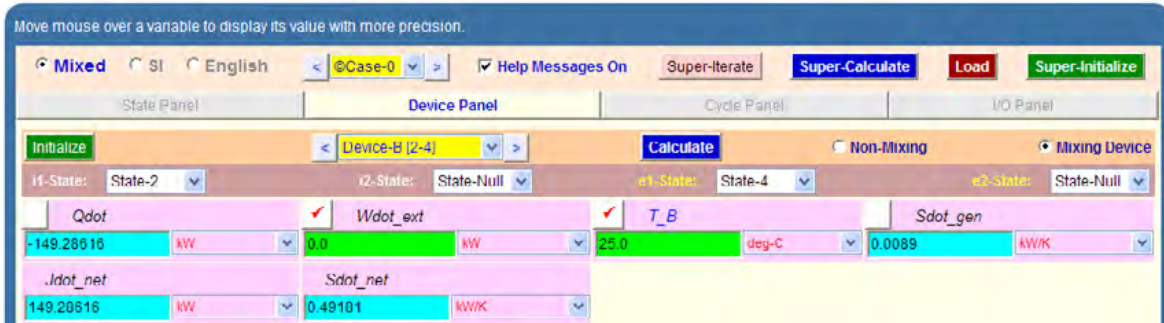 Move mouse over a variable to display its value with more precision.
Mixed SI English < ©Case-0 > Help Messages On Super-Iterate Super-Calculate Load Super-Initialize
State Panel Device Panel Cycle Panel I/O Panel
Initialize < Device-B [2-4] > Calculate Non-Mixing Mixing Device
i1-State: State-2 i2-State: State-Null e1-State: State-4 e2-State: State-Null
Qdot Wdot_ext T_B Sdot_gen
-149.28616 kW 0.0 kW 25.0 deg-C 0.0089 kW/K
Jdot_net Sdot_net
149.28616 kW 0.49181 kW/K